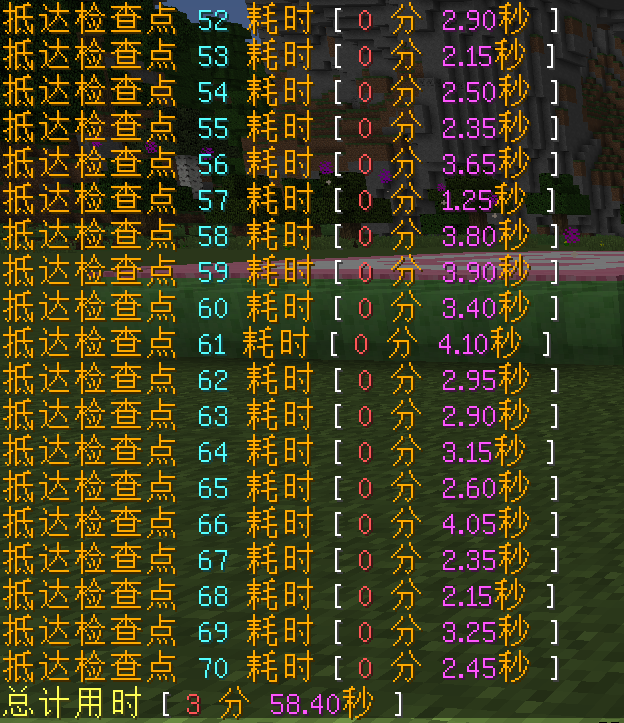 抵达检查点 52 耗时 [ 0 分 2.90秒 ]
抵达检查点 53 耗时 [ 0 分 2.15秒 ]
抵达检查点 54 耗时 [ 0 分 2.50秒 ]
抵达检查点 55 耗时 [ 0 分 2.35秒 ]
抵达检查点 56 耗时 [ 0 分 3.65秒 ]
抵达检查点 57 耗时 [ 0 分 1.25秒 ]
抵达检查点 58 耗时 [ 0 分 3.80秒 ]
抵达检查点 59 耗时 [ 0 分 3.90秒 ]
抵达检查点 60 耗时 [ 0 分 3.40秒 ]
抵达检查点 61 耗时 [ 0 分 4.10秒 ]
抵达检查点 62 耗时 [ 0 分 2.95秒 ]
抵达检查点 63 耗时 [ 0 分 2.90秒 ]
抵达检查点 64 耗时 [ 0 分 3.15秒 ]
抵达检查点 65 耗时 [ 0 分 2.60秒 ]
抵达检查点 66 耗时 [ 0 分 4.05秒 ]
抵达检查点 67 耗时 [ 0 分 2.35秒 ]
抵达检查点 68 耗时 [ 0 分 2.15秒 ]
抵达检查点 69 耗时 [ 0 分 3.25秒 ]
抵达检查点 70 耗时 [ 0 分 2.45秒 ]
总计用时 [ 3 分 58.40秒 ]